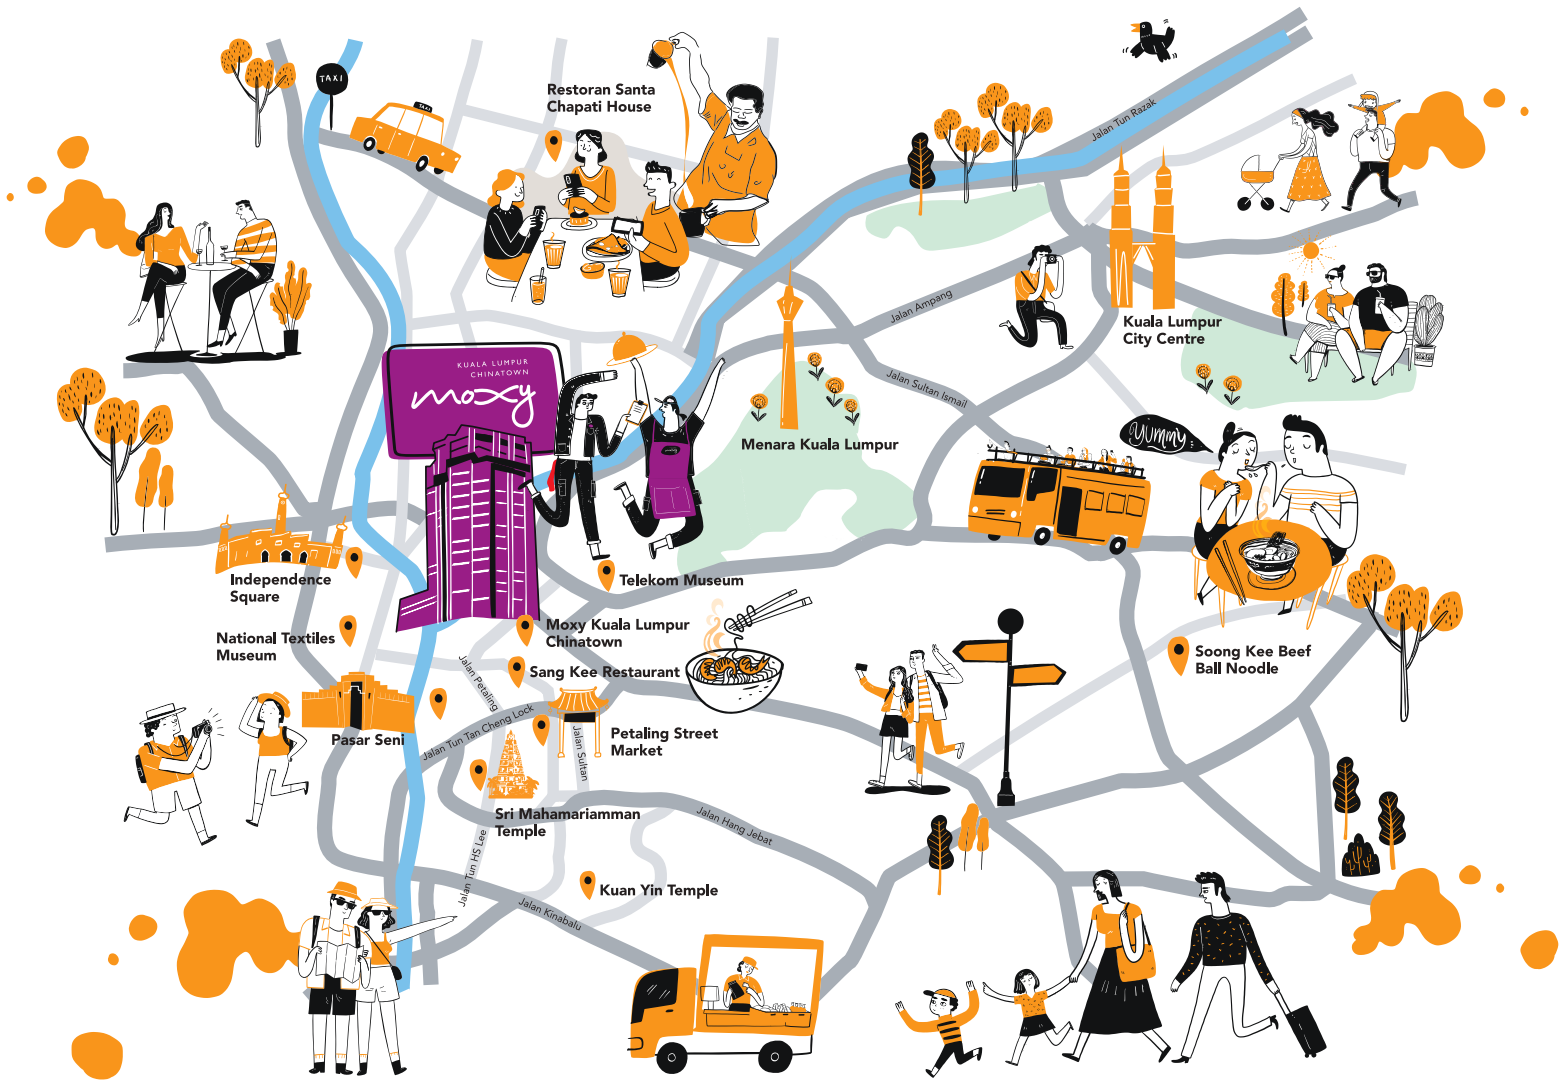 TAXI
TAXI
Restoran Santa
Chapati House
Jalan Tun Razak
Jalan Ampang
Kuala Lumpur
City Centre
KUALA LUMPUR
CHINATOWN
moxy
Jalan Sultan Ismail
Menara Kuala Lumpur
YUMMY
Independence
Square
Telekom Museum
National Textiles
Museum
Moxy Kuala Lumpur
Chinatown
Sang Kee Restaurant
Soong Kee Beef
Ball Noodle
Jalan Petaling
Pasar Seni
Jalan Tun Tan Cheng Lock
Jalan Sultan
Petaling Street
Market
Sri Mahamariamman
Temple
Jalan Hang Jebat
Jalan Tun HS Lee
Kuan Yin Temple
Jalan Kinabalu